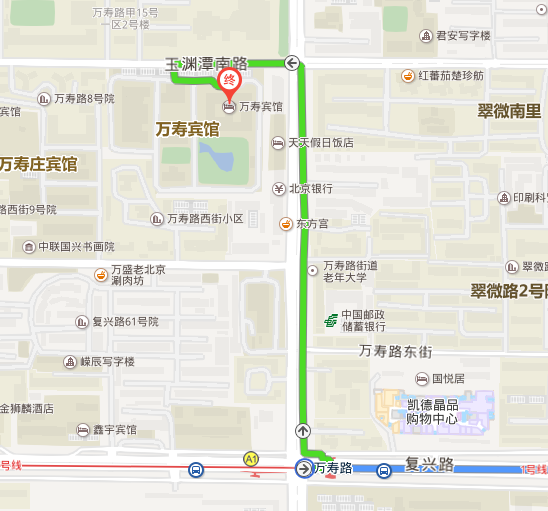 万寿路甲15号
一区2号楼
君安写字楼
玉渊潭南路
终
红蕃茄楚珍舫
万寿路8号院
万寿宾馆
宾馆
翠微南里
万寿宾馆
天天假日饭店
万寿庄宾馆
北京银行
印刷科
路西街9号院
万寿路西街小区
东方宫
中联国兴书画院
万盛老北京
涮肉坊
万寿路街道
老年大学
翠微
翠微路2号
中国邮政
储蓄银行
复兴路61号院
万寿路东街
嵘辰写字楼
国悦居
凯德晶品
购物中心
金狮麟酒店
鑫宇宾馆
A1
号线
万寿路
复兴路
1号线